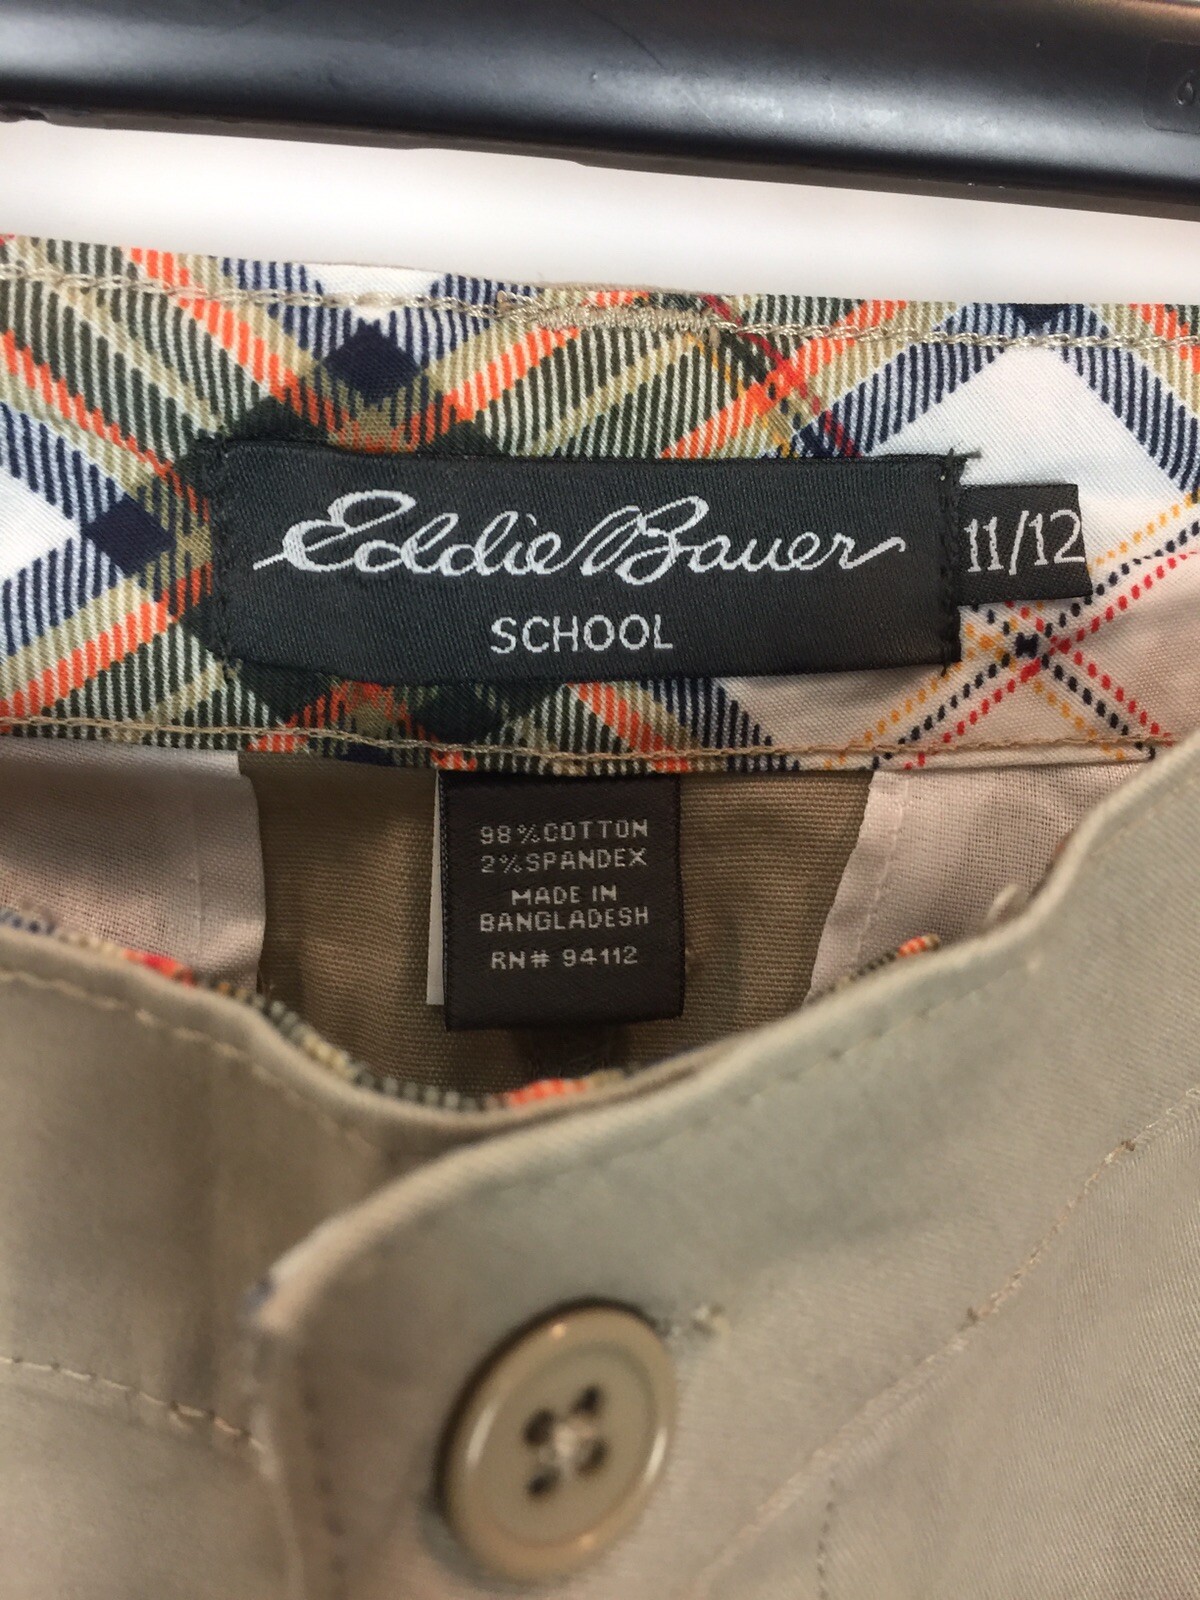 Eddie Bauer
11/12
SCHOOL
98% COTTON
2% SPANDEX
MADE IN
BANGLADESH
RN# 94112